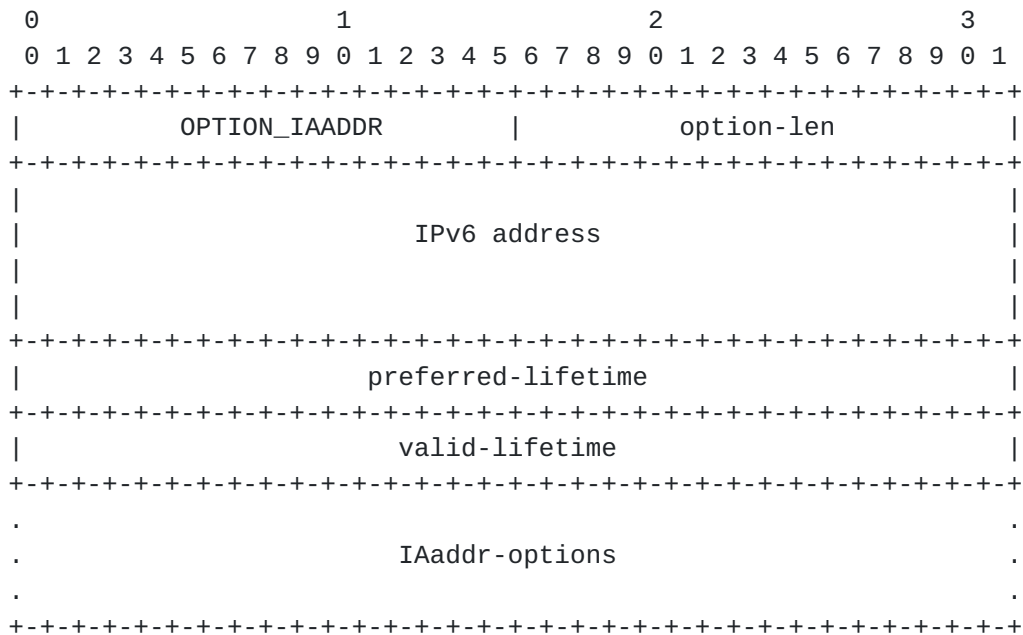 0                   1                   2                   3
 0 1 2 3 4 5 6 7 8 9 0 1 2 3 4 5 6 7 8 9 0 1 2 3 4 5 6 7 8 9 0 1
+-+-+-+-+-+-+-+-+-+-+-+-+-+-+-+-+-+-+-+-+-+-+-+-+-+-+-+-+-+-+-+-+
|          OPTION_IAADDR        |          option-len           |
+-+-+-+-+-+-+-+-+-+-+-+-+-+-+-+-+-+-+-+-+-+-+-+-+-+-+-+-+-+-+-+-+
|                                                               |
|                         IPv6 address                          |
|                                                               |
|                                                               |
+-+-+-+-+-+-+-+-+-+-+-+-+-+-+-+-+-+-+-+-+-+-+-+-+-+-+-+-+-+-+-+-+
|                      preferred-lifetime                       |
+-+-+-+-+-+-+-+-+-+-+-+-+-+-+-+-+-+-+-+-+-+-+-+-+-+-+-+-+-+-+-+-+
|                        valid-lifetime                         |
+-+-+-+-+-+-+-+-+-+-+-+-+-+-+-+-+-+-+-+-+-+-+-+-+-+-+-+-+-+-+-+-+
.                                                               .
.                        IAaddr-options                         .
.                                                               .
+-+-+-+-+-+-+-+-+-+-+-+-+-+-+-+-+-+-+-+-+-+-+-+-+-+-+-+-+-+-+-+-+